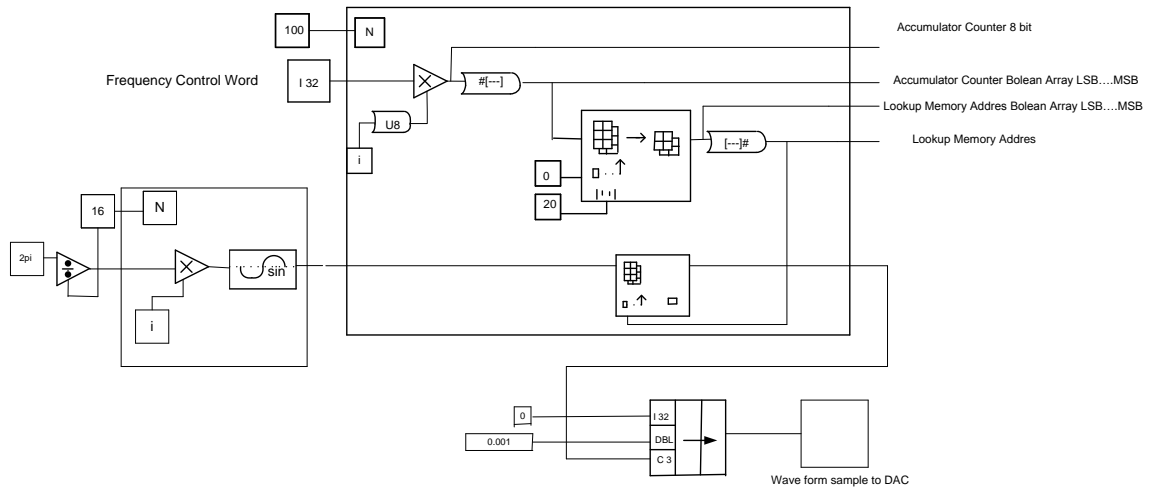 100
N
Accumulator Counter 8 bit
Frequency Control Word
I 32
#[---]
Accumulator Counter Bolean Array LSB....MSB
Lookup Memory Addres Bolean Array LSB....MSB
U8
[---]#
Lookup Memory Addres
i
0
20
16
N
2pi
sin
i
0
I 32
0.001
DBL
C 3
Wave form sample to DAC